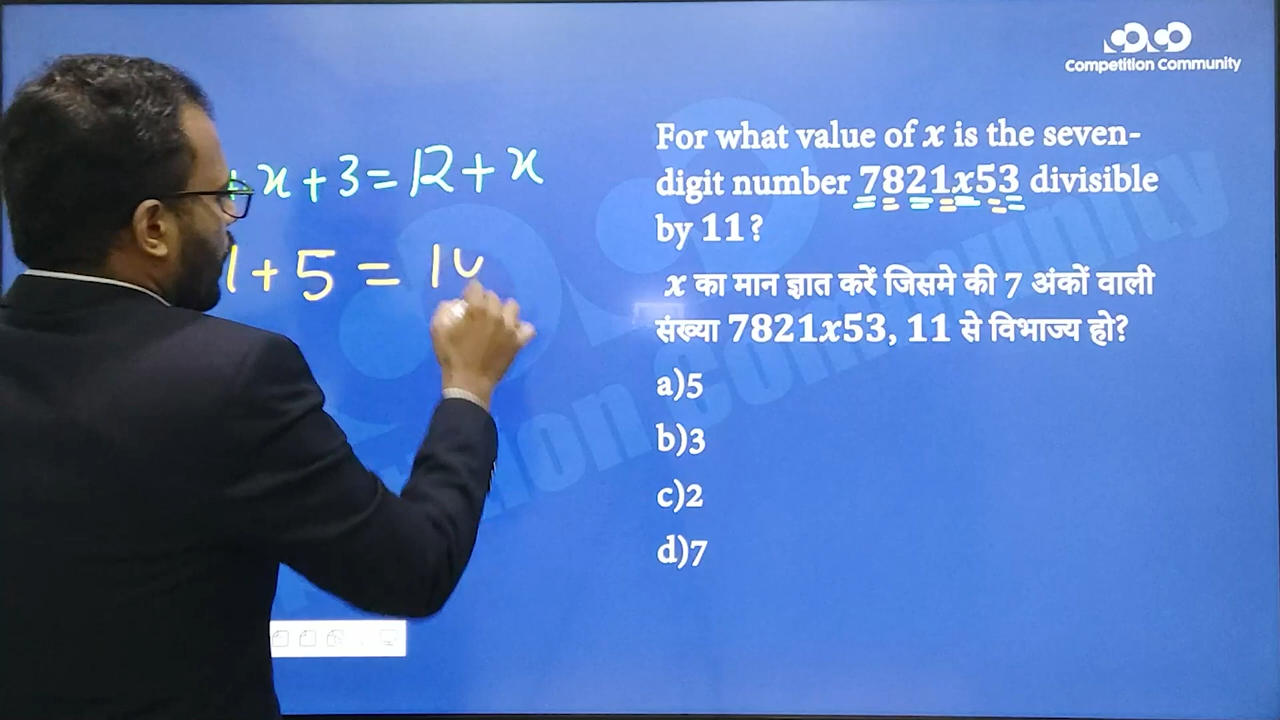 Competition Community
+ x + 3 = 12 + x
1 + 5 = 14
For what value of x is the seven-
digit number 7821x53 divisible
by 11?
x का मान ज्ञात करें जिसमे की 7 अंकों वाली
संख्या 7821x53, 11 से विभाज्य हो?
a)5
b)3
c)2
d)7